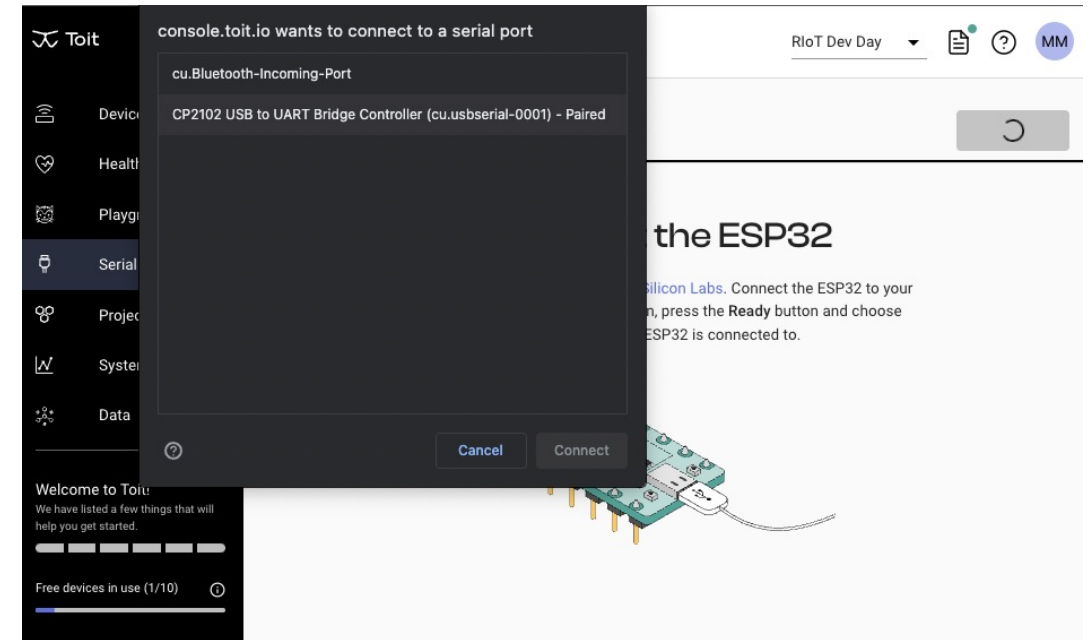 Toit
console.toit.io wants to connect to a serial port
cu.Bluetooth-Incoming-Port
CP2102 USB to UART Bridge Controller (cu.usbserial-0001) - Paired
Cancel
Connect
RIoT Dev Day
MM
Serial
Data
Welcome to Toit!
We have listed a few things that will
help you get started.
Free devices in use (1/10)
the ESP32
Silicon Labs. Connect the ESP32 to your
press the Ready button and choose
ESP32 is connected to.